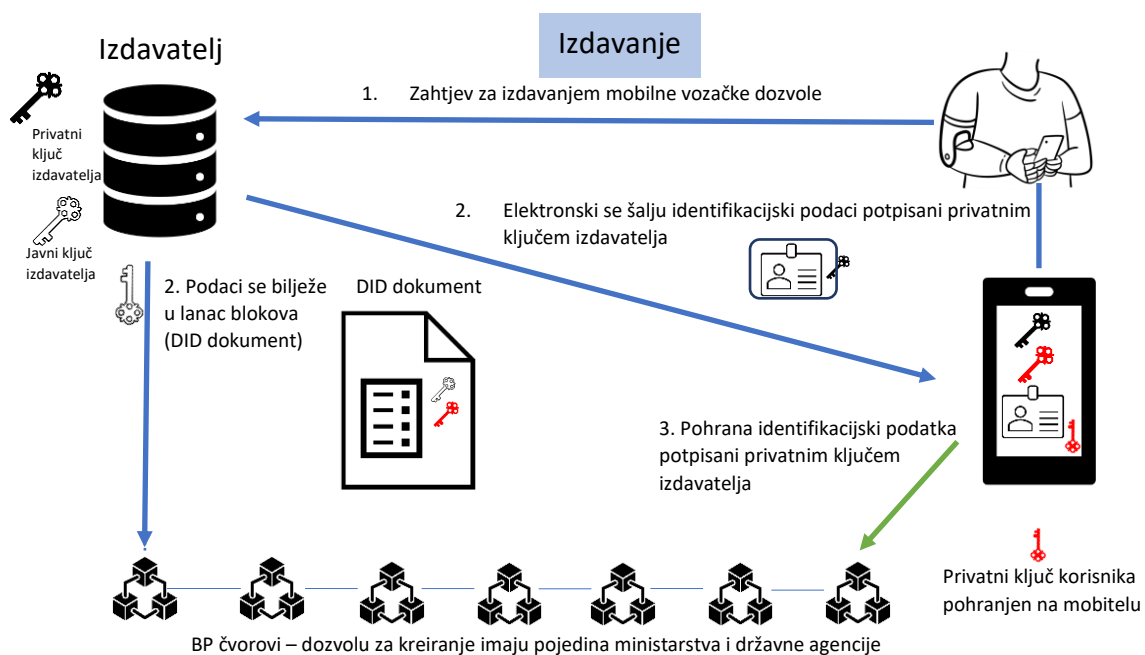 Izdavanje
Izdavatelj
1. Zahtjev za izdavanjem mobilne vozačke dozvole
Privatni
ključ
izdavatelja
Javni ključ
izdavatelja
2. Elektronski se šalju identifikacijski podaci potpisani privatnim
ključem izdavatelja
2. Podaci se bilježe
u lanac blokova
(DID dokument)
DID dokument
3. Pohrana identifikacijski podatka
potpisani privatnim ključem
izdavatelja
Privatni ključ korisnika
pohranjen na mobitelu
BP čvorovi – dozvolu za kreiranje imaju pojedina ministarstva i državne agencije